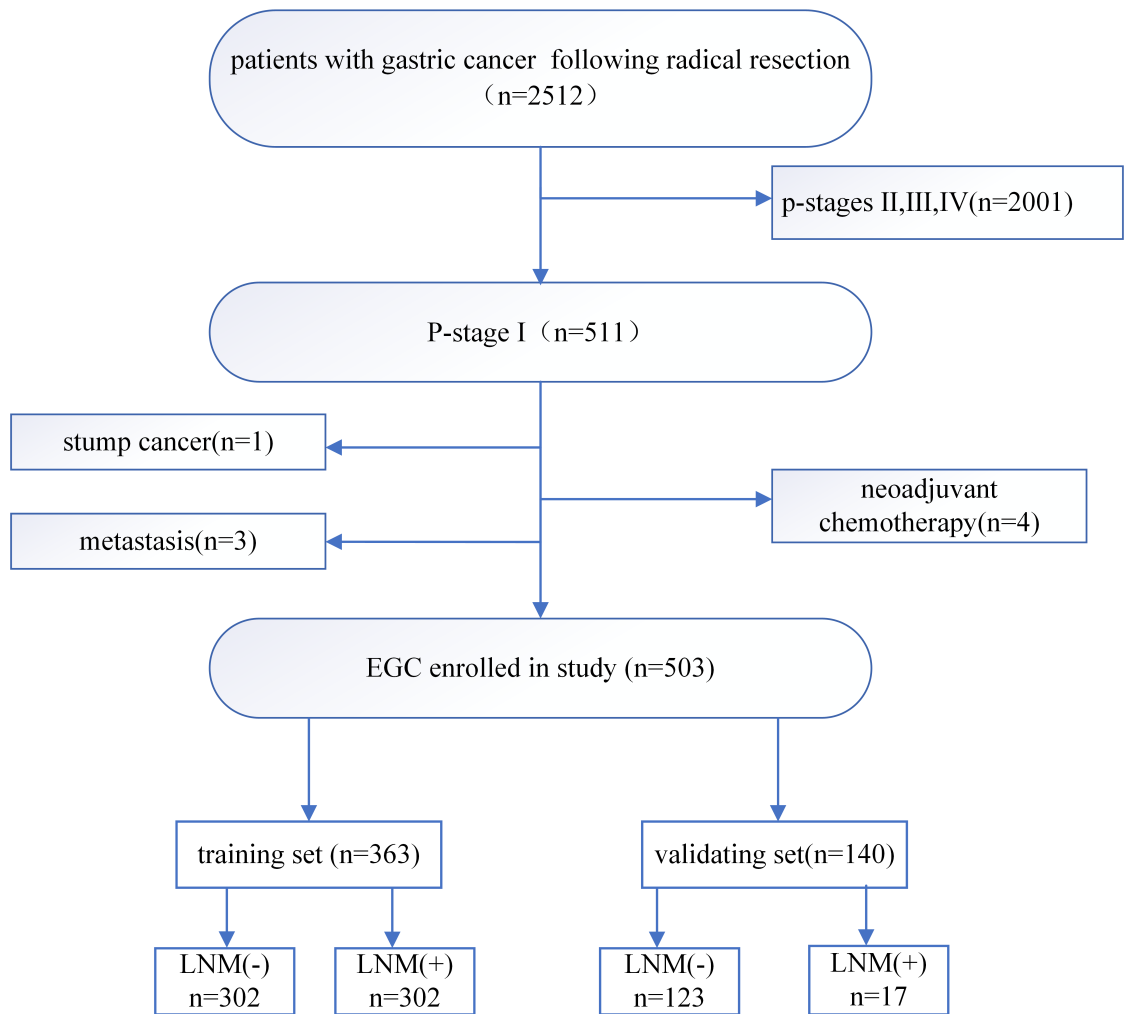 patients with gastric cancer  following radical resection
（n=2512）
p-stages II,III,IV(n=2001)
P-stage I（n=511）
stump cancer(n=1)
neoadjuvant
chemotherapy(n=4)
metastasis(n=3)
EGC enrolled in study (n=503)
training set (n=363)
validating set(n=140)
LNM(-)
n=302
LNM(+)
n=302
LNM(-)
n=123
LNM(+)
n=17